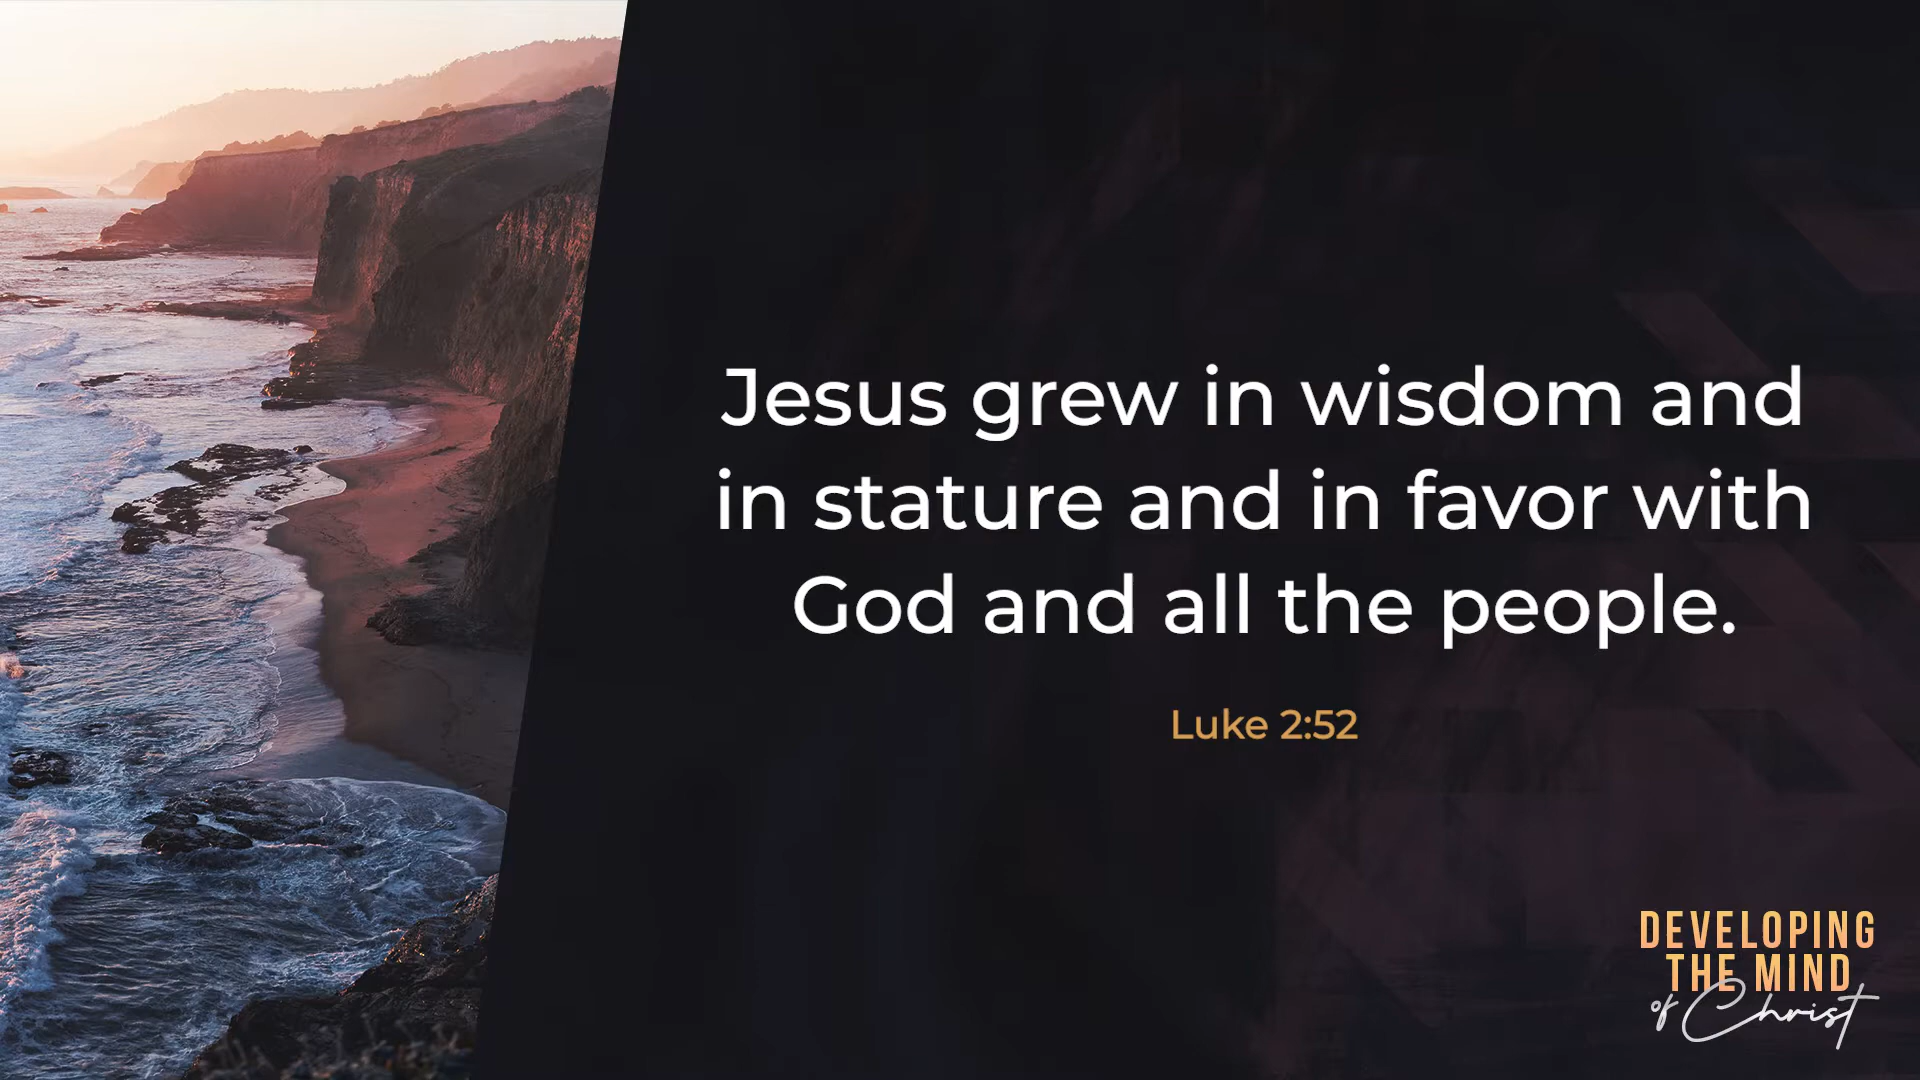 Jesus grew in wisdom and
in stature and in favor with
God and all the people.
Luke 2:52
DEVELOPING
THE MIND
of Christ